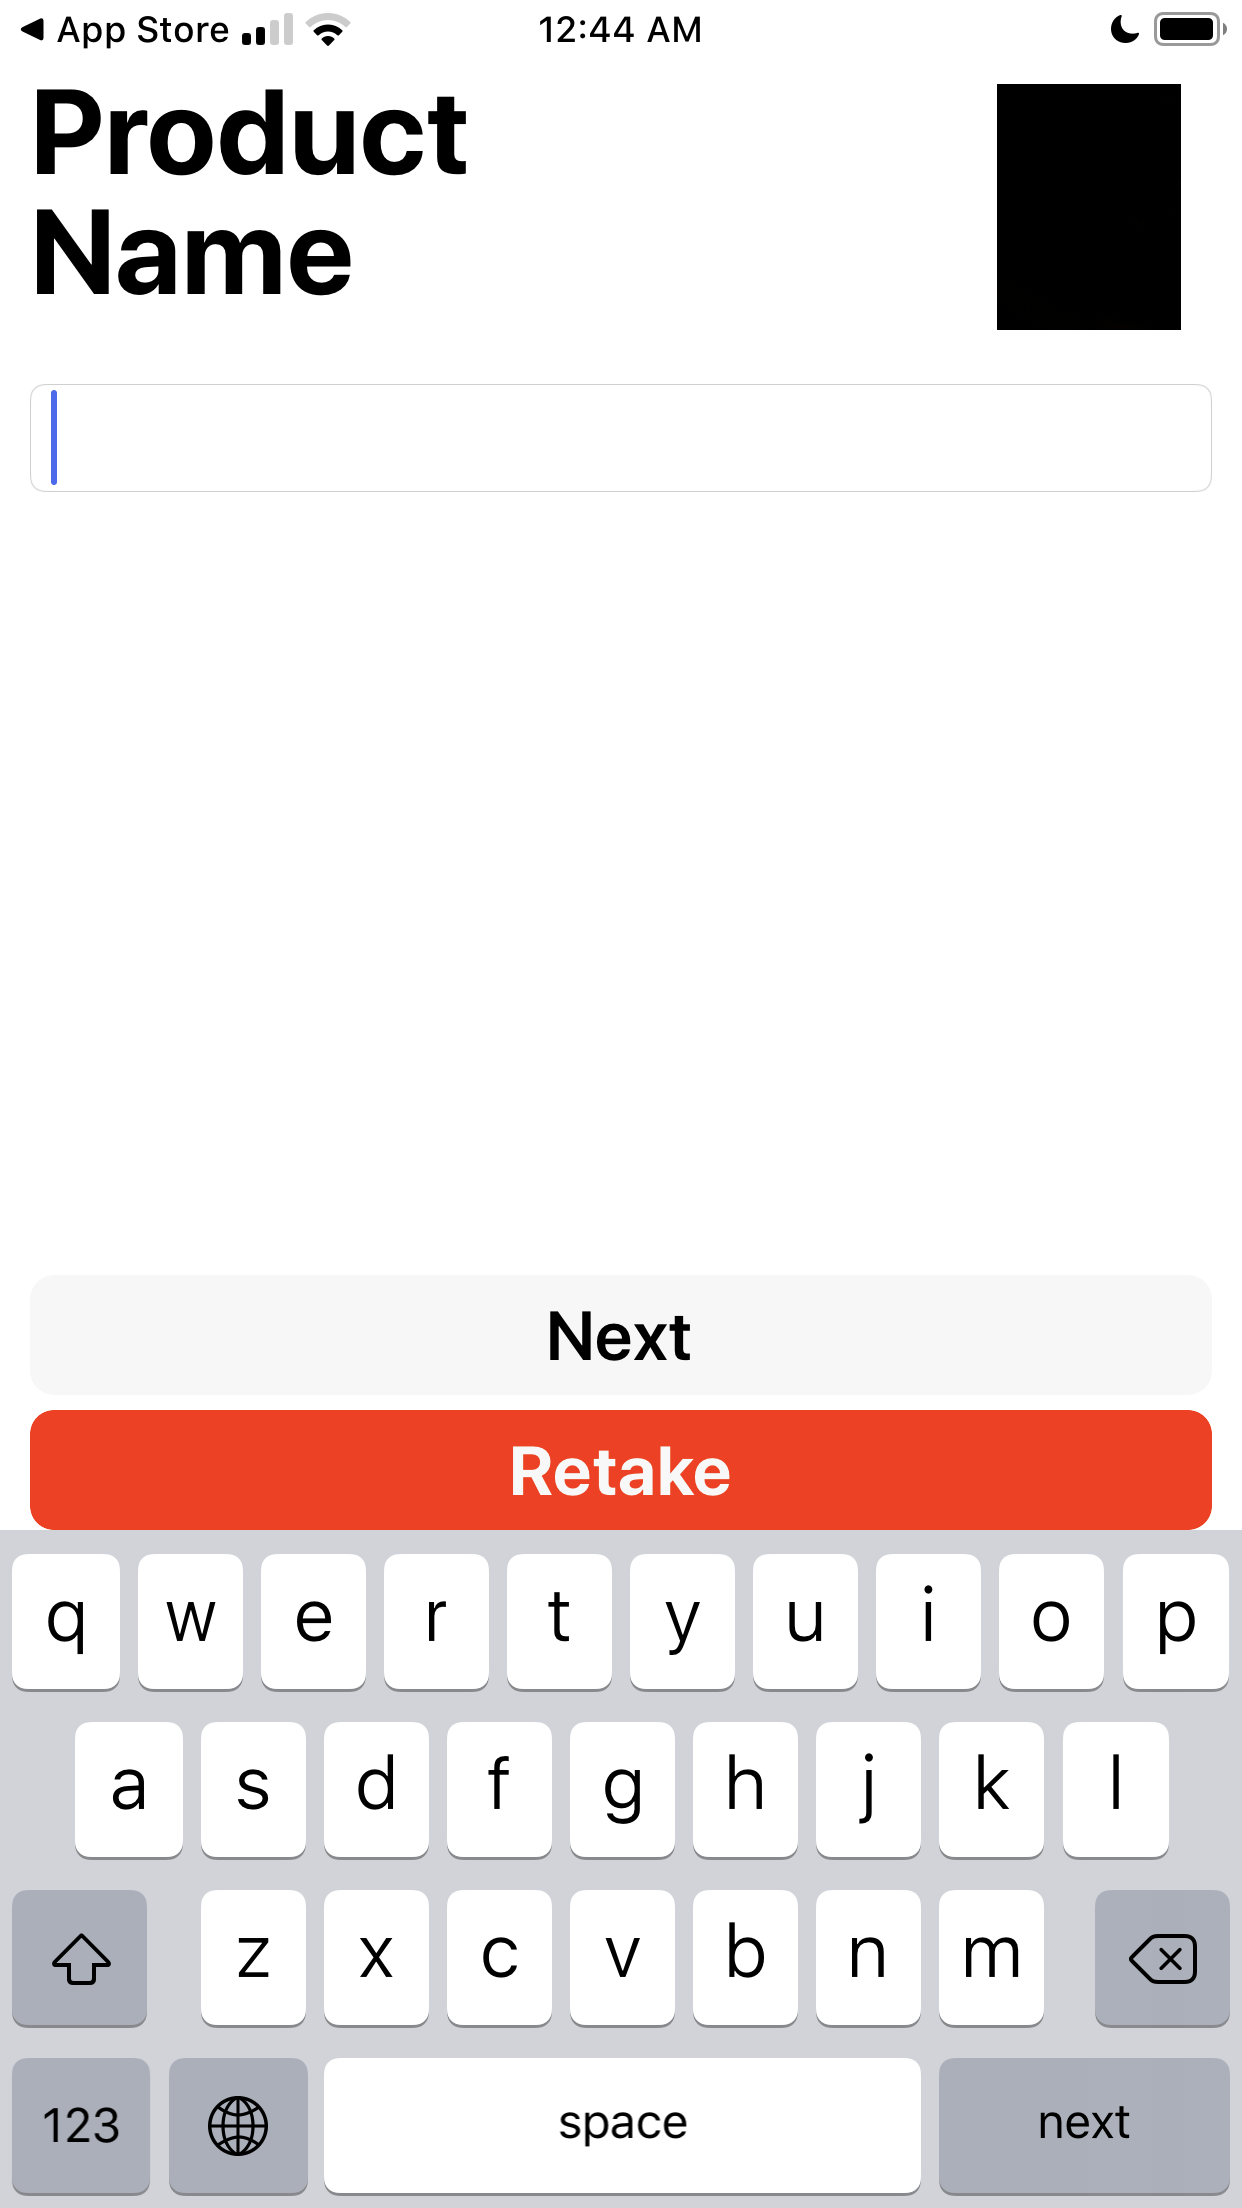 App Store 12:44 AM
Product
Name
Next
Retake
q w e r t y u i o p
a s d f g h j k l
z x c v b n m
123 space next